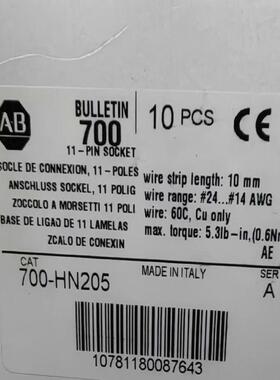 AB
BULLETIN
700
10 PCS
CE
11-PIN SOCKET
SOCLE DE CONNEXION, 11-POLES
ANSCHLUSS SOCKEL, 11 POLIG
ZOCCOLO A MORSETTI 11 POLI
BASE DE LIGAO DE 11 LAMELAS
ZCALO DE CONEXIN
wire strip length: 10 mm
wire range: #24...#14 AWG
wire: 60C, Cu only
max. torque: 5.3lb-in,(0.6N
AE
CAT
700-HN205
MADE IN ITALY
SER
A
10781180087643